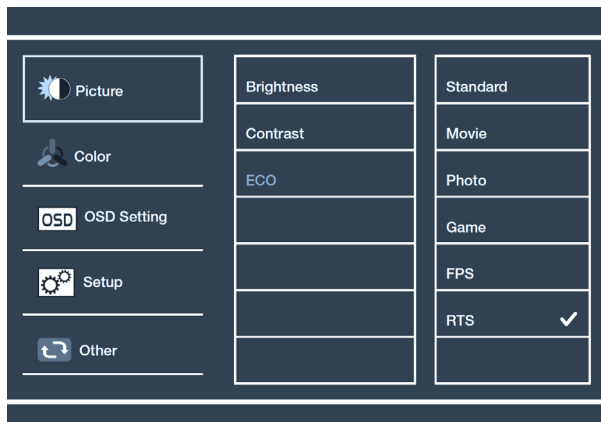 Picture
Color
OSD OSD Setting
Setup
Other
Brightness
Contrast
ECO
Standard
Movie
Photo
Game
FPS
RTS